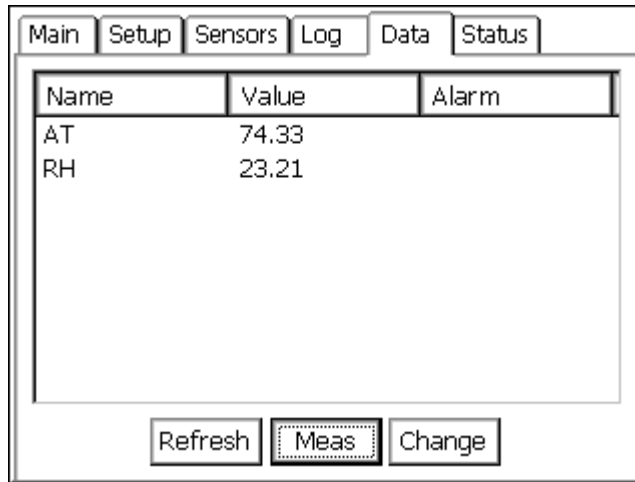 Main Setup Sensors Log Data Status
Name Value Alarm
AT 74.33
RH 23.21
Refresh Meas Change